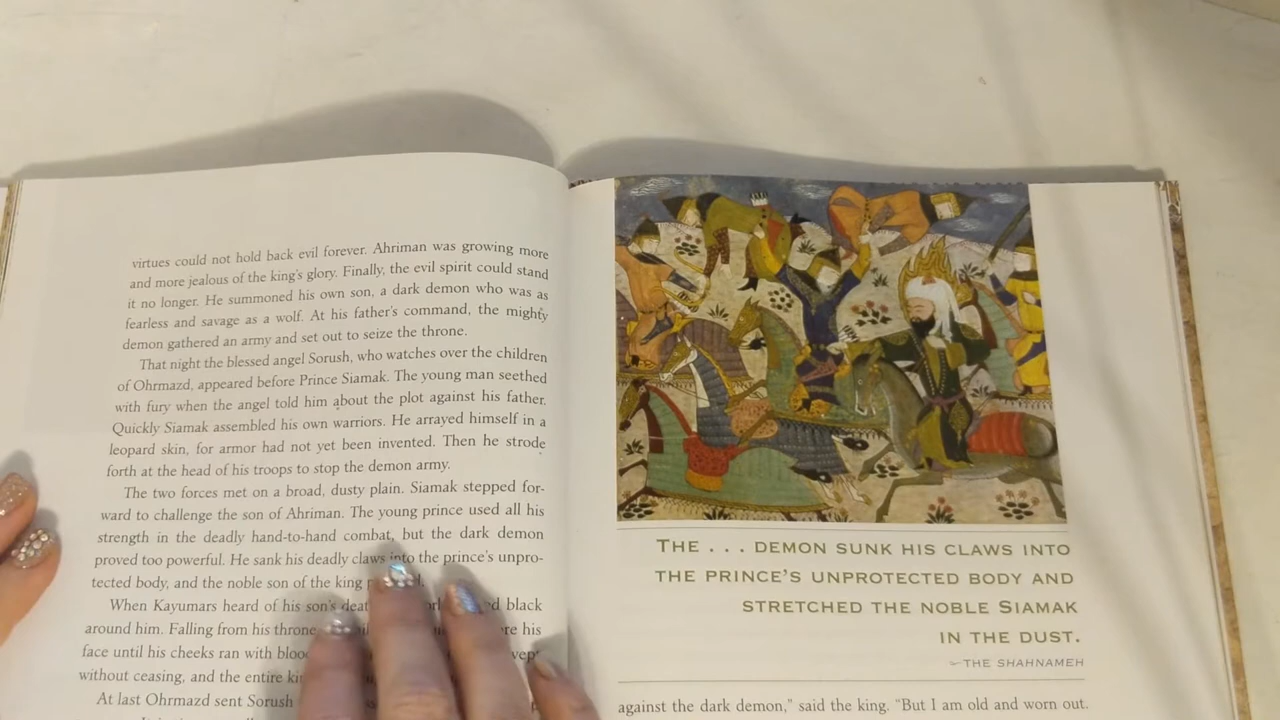 virtues could not hold back evil forever. Ahriman was growing more
and more jealous of the king's glory. Finally, the evil spirit could stand
it no longer. He summoned his own son, a dark demon who was as
fearless and savage as a wolf. At his father's command, the mighty
demon gathered an army and set out to seize the throne.
That night the blessed angel Sorush, who watches over the children
of Ohrmazd, appeared before Prince Siamak. The young man seethed
with fury when the angel told him about the plot against his father.
Quickly Siamak assembled his own warriors. He arrayed himself in a
leopard skin, for armor had not yet been invented. Then he strode
forth at the head of his troops to stop the demon army.
The two forces met on a broad, dusty plain. Siamak stepped for-
ward to challenge the son of Ahriman. The young prince used all his
strength in the deadly hand-to-hand combat, but the dark demon
proved too powerful. He sank his deadly claws into the prince's unpro-
tected body, and the noble son of the king
When Kayumars heard of his son's black
around him. Falling from his throne his
face until his cheeks ran with
without ceasing, and the entire
At last Ohrmazd sent Sorush
THE . . . DEMON SUNK HIS CLAWS INTO
THE PRINCE'S UNPROTECTED BODY AND
STRETCHED THE NOBLE SIAMAK
IN THE DUST.
~THE SHAHNAMEH
against the dark demon," said the king. "But I am old and worn out.